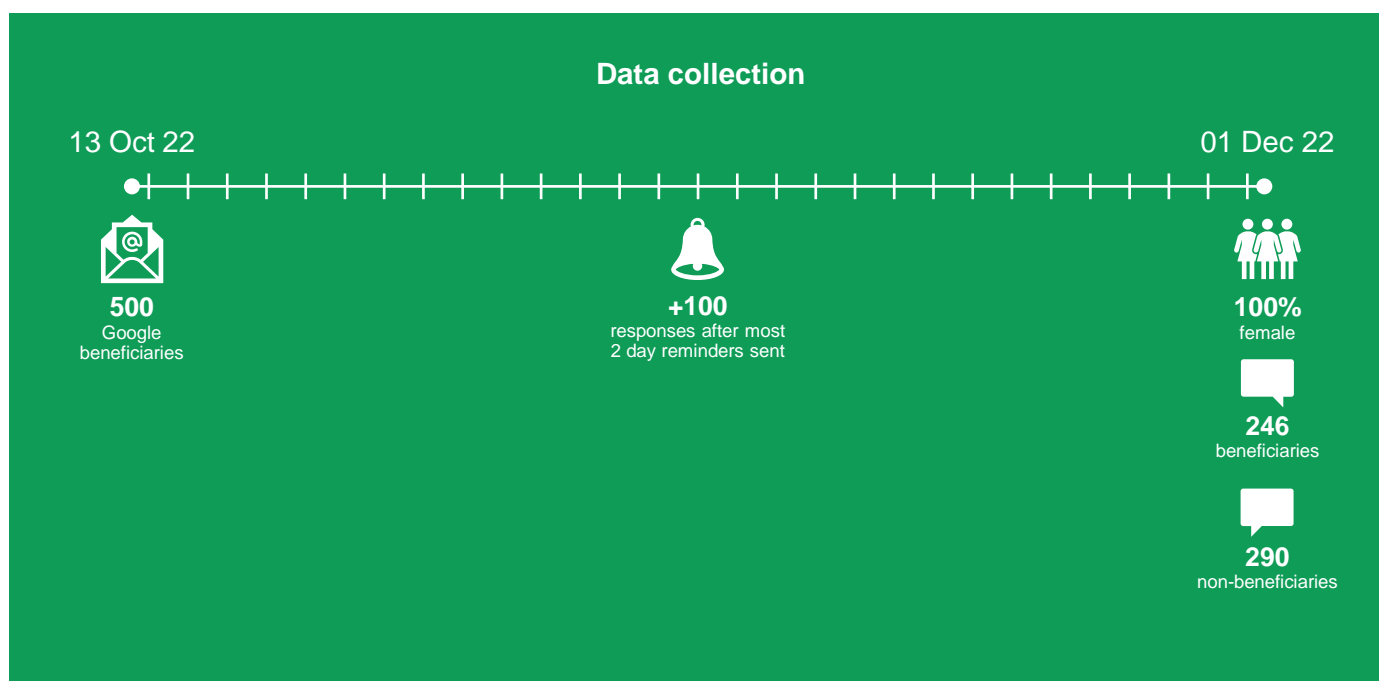 Data collection
13 Oct 22
01 Dec 22
@
500
Google
beneficiaries
+100
responses after most
2 day reminders sent
100%
female
246
beneficiaries
290
non-beneficiaries